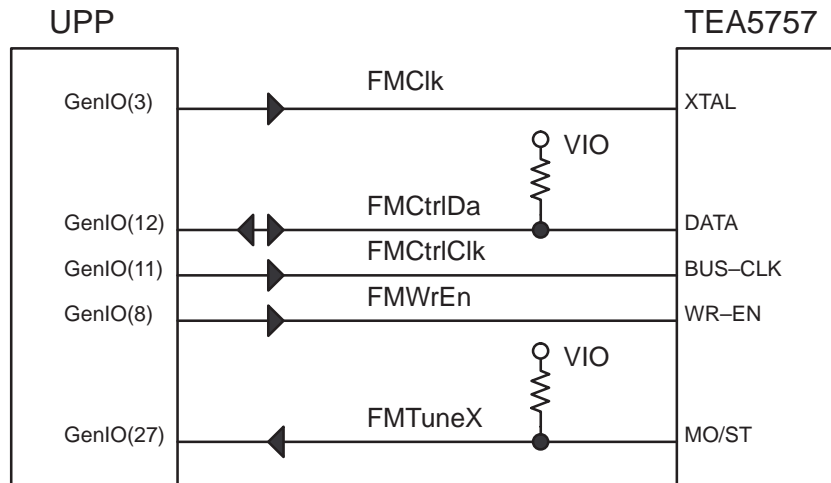 UPP
TEA5757
FMClk
GenIO(3)
XTAL
VIO
FMCtrlDa
GenIO(12)
DATA
FMCtrlClk
GenIO(11)
BUS–CLK
FMWrEn
GenIO(8)
WR–EN
VIO
FMTuneX
GenIO(27)
MO/ST